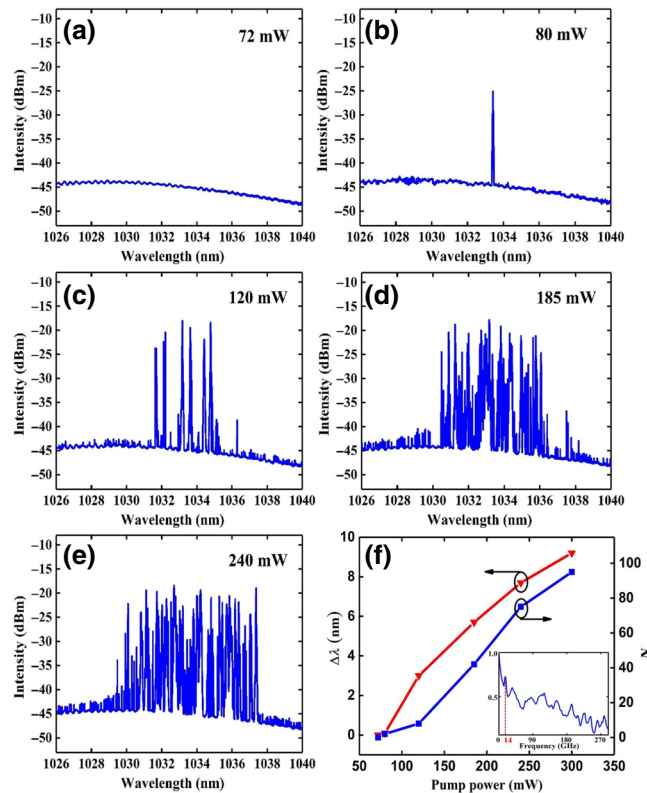 (a)
72 mW
Intensity (dBm)
−10
−15
−20
−25
−30
−35
−40
−45
−50
1026 1028 1030 1032 1034 1036 1038 1040
Wavelength (nm)
(b)
80 mW
Intensity (dBm)
−10
−15
−20
−25
−30
−35
−40
−45
−50
1026 1028 1030 1032 1034 1036 1038 1040
Wavelength (nm)
(c)
120 mW
Intensity (dBm)
−10
−15
−20
−25
−30
−35
−40
−45
−50
1026 1028 1030 1032 1034 1036 1038 1040
Wavelength (nm)
(d)
185 mW
Intensity (dBm)
−10
−15
−20
−25
−30
−35
−40
−45
−50
1026 1028 1030 1032 1034 1036 1038 1040
Wavelength (nm)
(e)
240 mW
Intensity (dBm)
−10
−15
−20
−25
−30
−35
−40
−45
−50
1026 1028 1030 1032 1034 1036 1038 1040
Wavelength (nm)
(f)
Δλ (nm)
10
8
6
4
2
0
N
100
80
60
40
20
0
1.0
0.5
0 14 90 180 270
Frequency (GHz)
50 100 150 200 250 300 350
Pump power (mW)